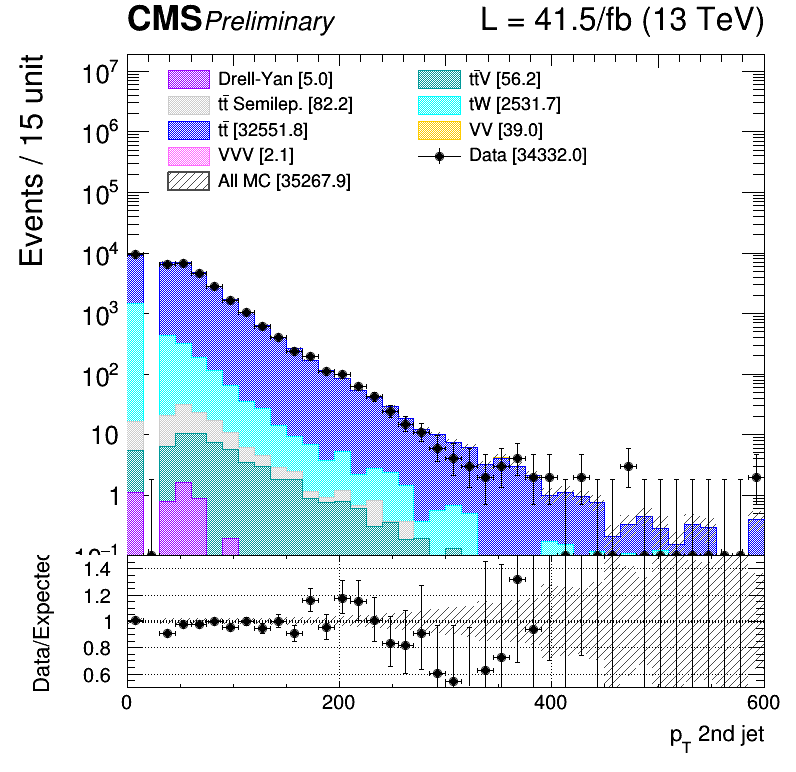 CMS Preliminary L = 41.5/fb (13 TeV)
Events / 15 unit
10⁷
10⁶
10⁵
10⁴
10³
10²
10
1
10⁻¹
Drell-Yan [5.0]
tt̄ Semilep. [82.2]
tt̄ [32551.8]
VVV [2.1]
All MC [35267.9]
tt̄V [56.2]
tW [2531.7]
VV [39.0]
Data [34332.0]
Data/Expected
1.4
1.2
1
0.8
0.6
0 200 400 600
p_T 2nd jet